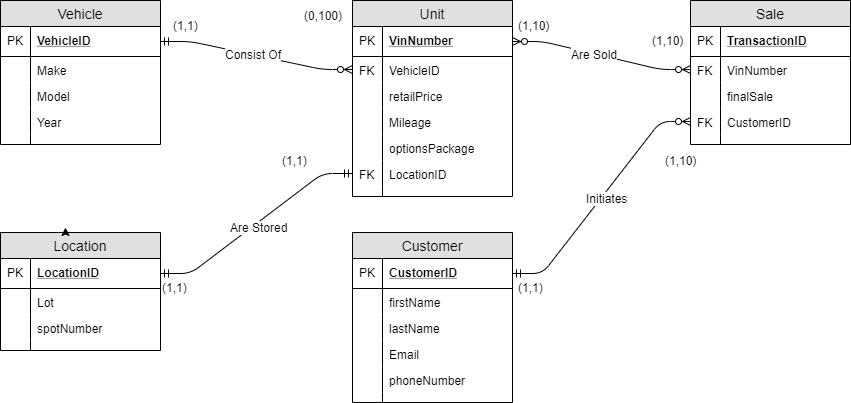 Vehicle
PK VehicleID
Make
Model
Year
(1,1)
(0,100)
Consist Of
Unit
PK VinNumber
FK VehicleID
retailPrice
Mileage
optionsPackage
FK LocationID
(1,10)
(1,10)
Are Sold
Sale
PK TransactionID
FK VinNumber
finalSale
FK CustomerID
(1,1)
(1,10)
Initiates
Are Stored
Location
PK LocationID
Lot
spotNumber
(1,1)
Customer
PK CustomerID
firstName
lastName
Email
phoneNumber
(1,1)